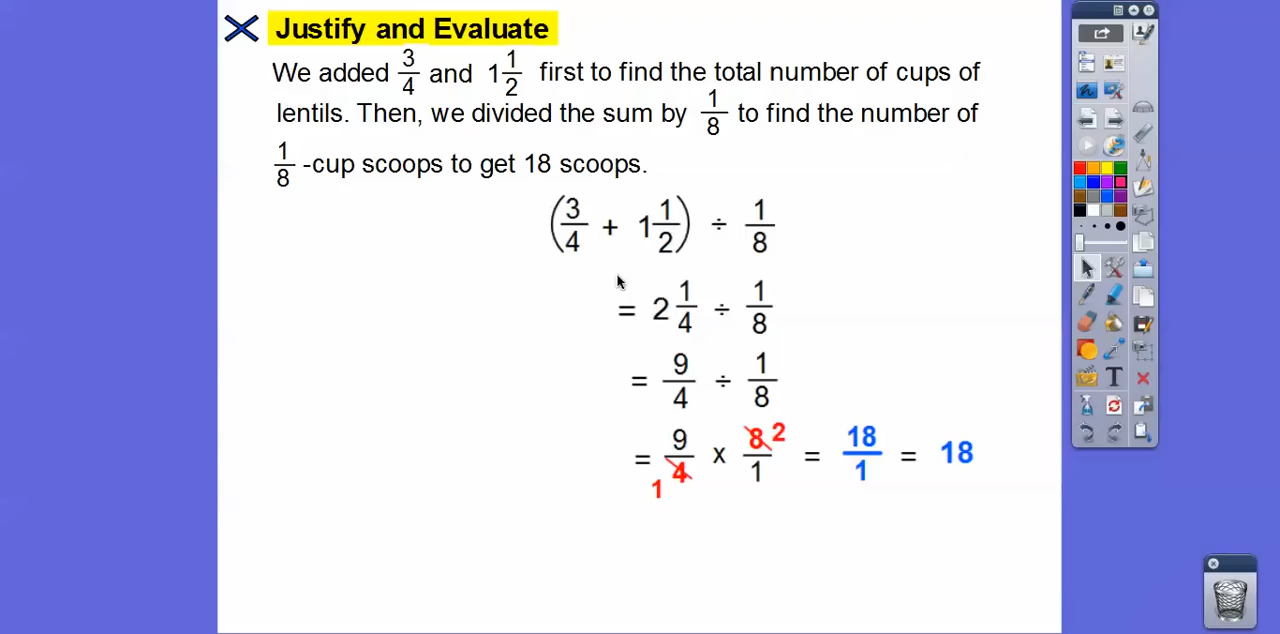 Justify and Evaluate
We added 3/4 and 1 1/2 first to find the total number of cups of
lentils. Then, we divided the sum by 1/8 to find the number of
1/8 -cup scoops to get 18 scoops.
(3/4 + 1 1/2) ÷ 1/8
= 2 1/4 ÷ 1/8
= 9/4 ÷ 1/8
= 9/4 1 x 8/1 2 = 18/1 = 18
T